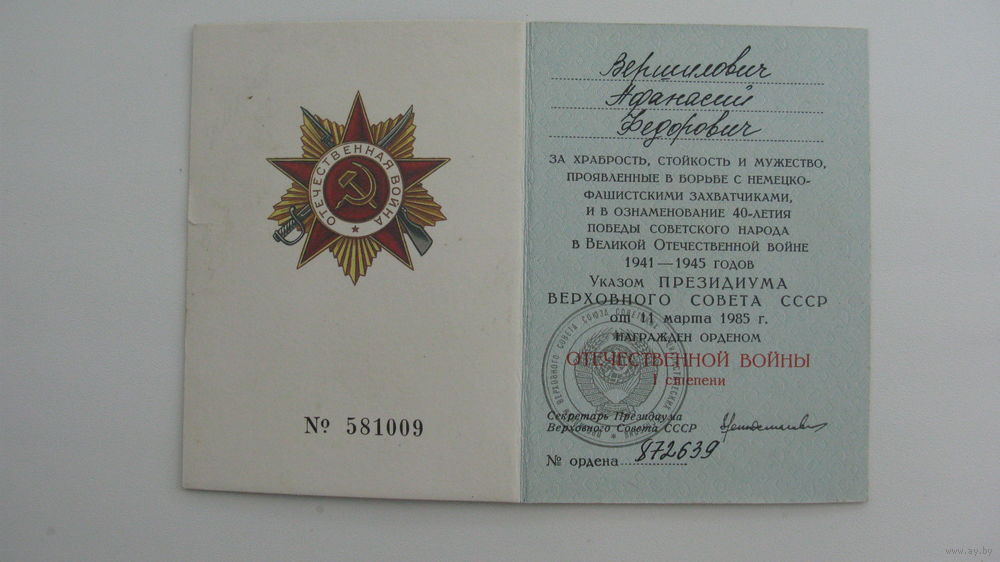 ОТЕЧЕСТВЕННАЯ ВОЙНА
№ 581009
Вершилович
Афанасий
Федорович
ЗА ХРАБРОСТЬ, СТОЙКОСТЬ И МУЖЕСТВО,
ПРОЯВЛЕННЫЕ В БОРЬБЕ С НЕМЕЦКО-
ФАШИСТСКИМИ ЗАХВАТЧИКАМИ,
И В ОЗНАМЕНОВАНИЕ 40-ЛЕТИЯ
ПОБЕДЫ СОВЕТСКОГО НАРОДА
В ВЕЛИКОЙ ОТЕЧЕСТВЕННОЙ ВОЙНЕ
1941—1945 ГОДОВ
УКАЗОМ ПРЕЗИДИУМА
ВЕРХОВНОГО СОВЕТА СССР
от 11 марта 1985 г.
НАГРАЖДЕН ОРДЕНОМ
ОТЕЧЕСТВЕННОЙ ВОЙНЫ
I степени
Секретарь Президиума
Верховного Совета СССР
№ ордена 872639
www.ay.by